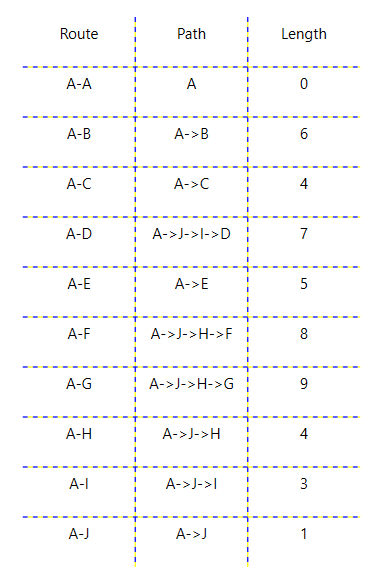 Route Path Length
A-A A 0
A-B A->B 6
A-C A->C 4
A-D A->J->I->D 7
A-E A->E 5
A-F A->J->H->F 8
A-G A->J->H->G 9
A-H A->J->H 4
A-I A->J->I 3
A-J A->J 1